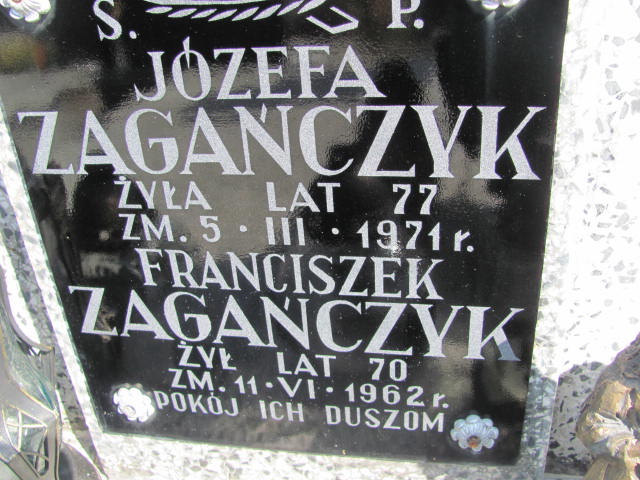 Ś. P.
JÓZEFA
ZAGAŃCZYK
ŻYŁA LAT 77
ZM. 5 · III · 1971 r.
FRANCISZEK
ZAGAŃCZYK
ŻYŁ LAT 70
ZM. 11 · VI · 1962 r.
POKÓJ ICH DUSZOM